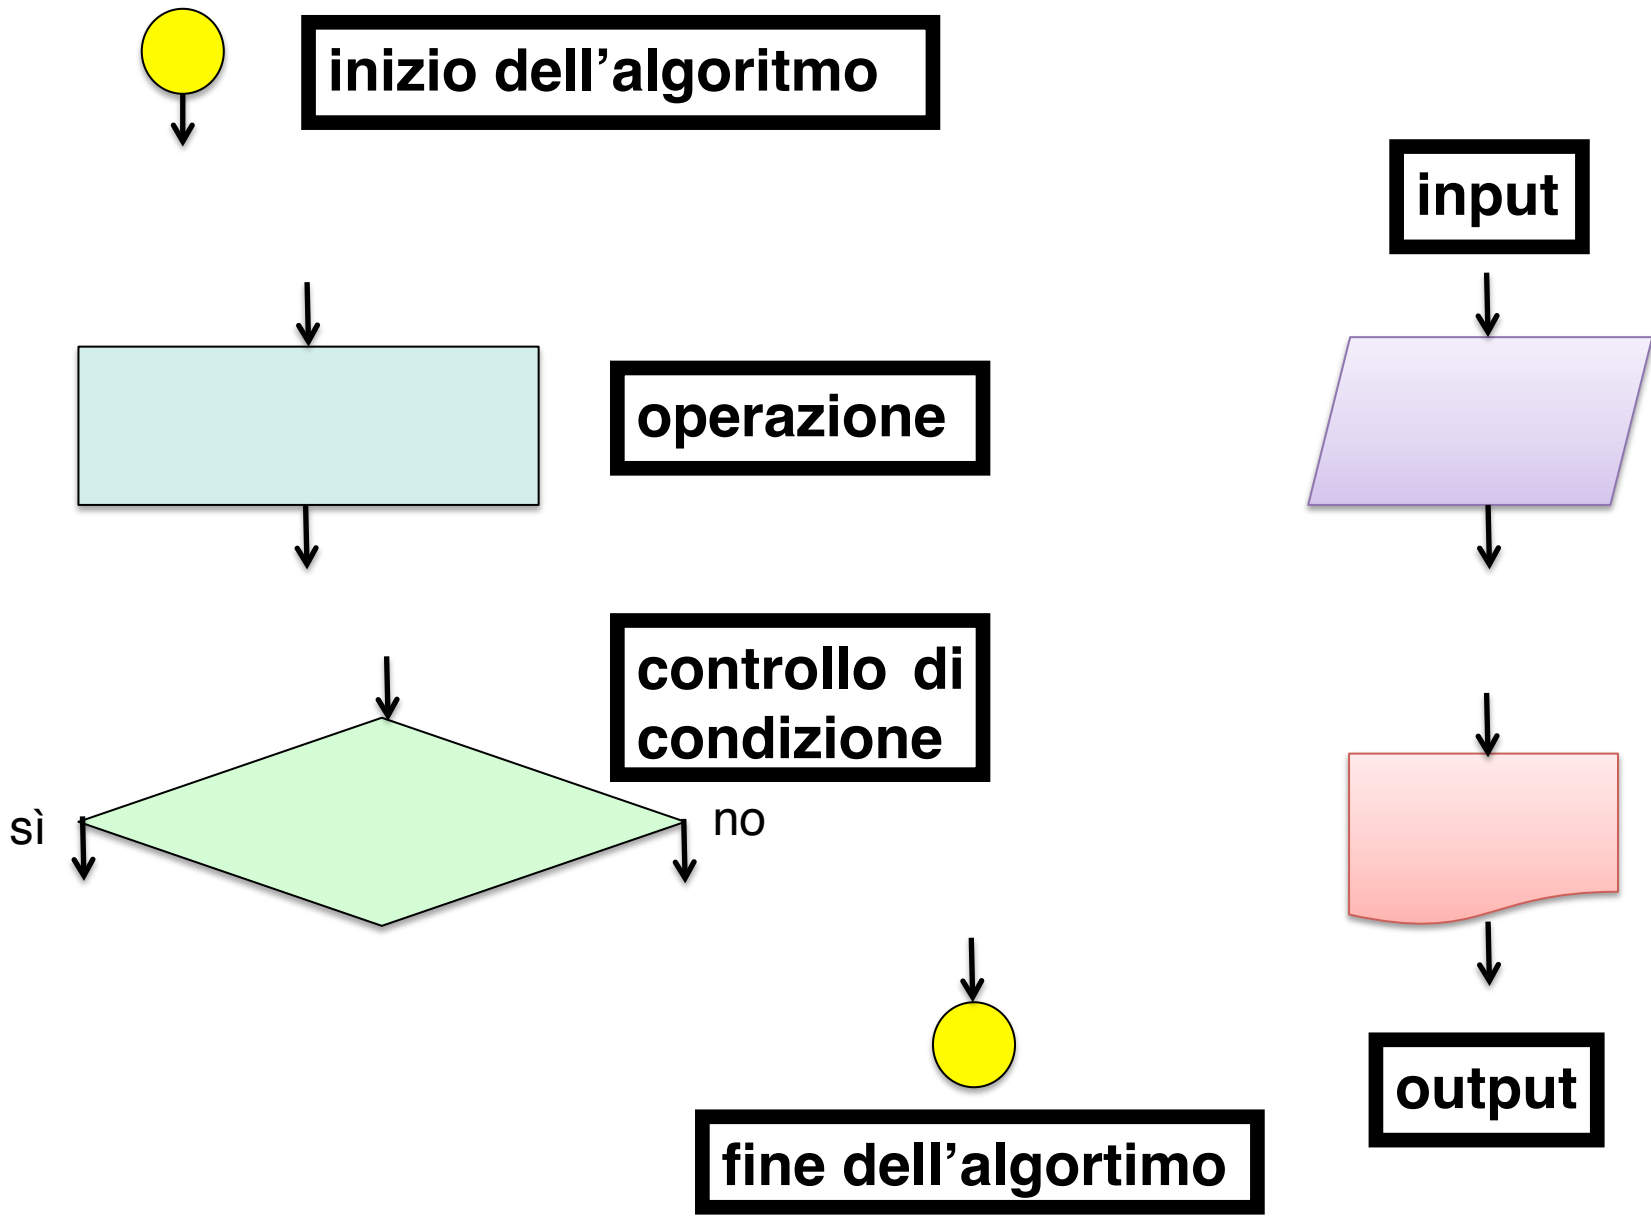 inizio dell’algoritmo
input
operazione
controllo di
condizione
sì
no
output
fine dell’algortimo